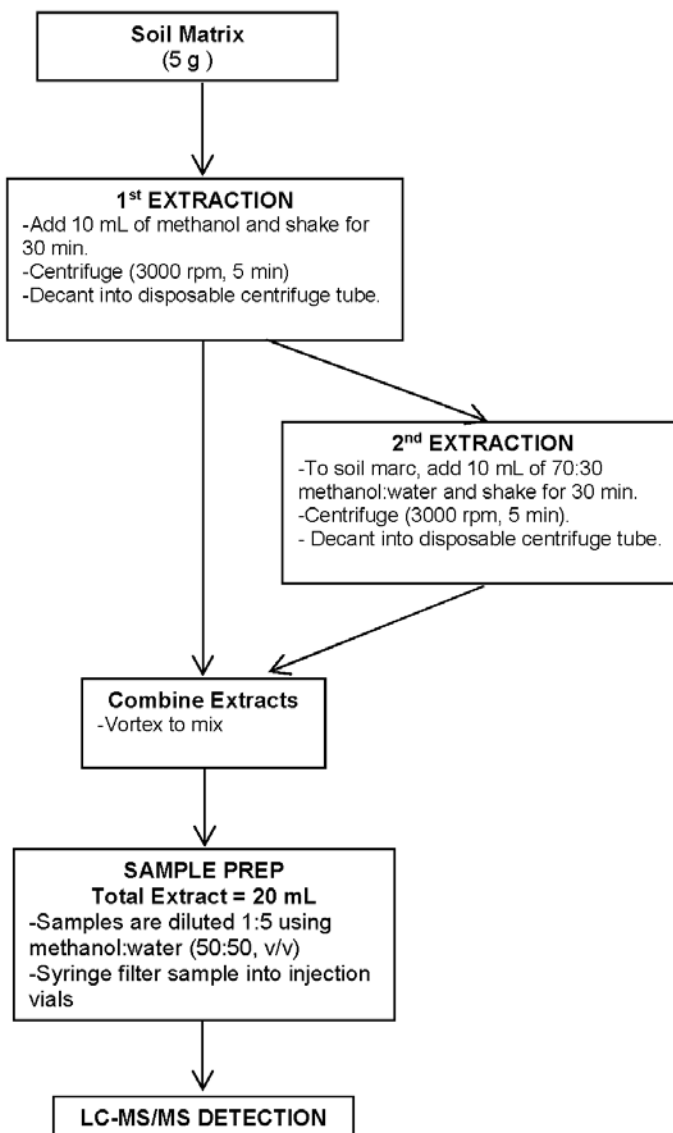 Soil Matrix
(5 g )
1st EXTRACTION
-Add 10 mL of methanol and shake for
30 min.
-Centrifuge (3000 rpm, 5 min)
-Decant into disposable centrifuge tube.
2nd EXTRACTION
-To soil marc, add 10 mL of 70:30
methanol:water and shake for 30 min.
-Centrifuge (3000 rpm, 5 min).
- Decant into disposable centrifuge tube.
Combine Extracts
-Vortex to mix
SAMPLE PREP
Total Extract = 20 mL
-Samples are diluted 1:5 using
methanol:water (50:50, v/v)
-Syringe filter sample into injection
vials
LC-MS/MS DETECTION